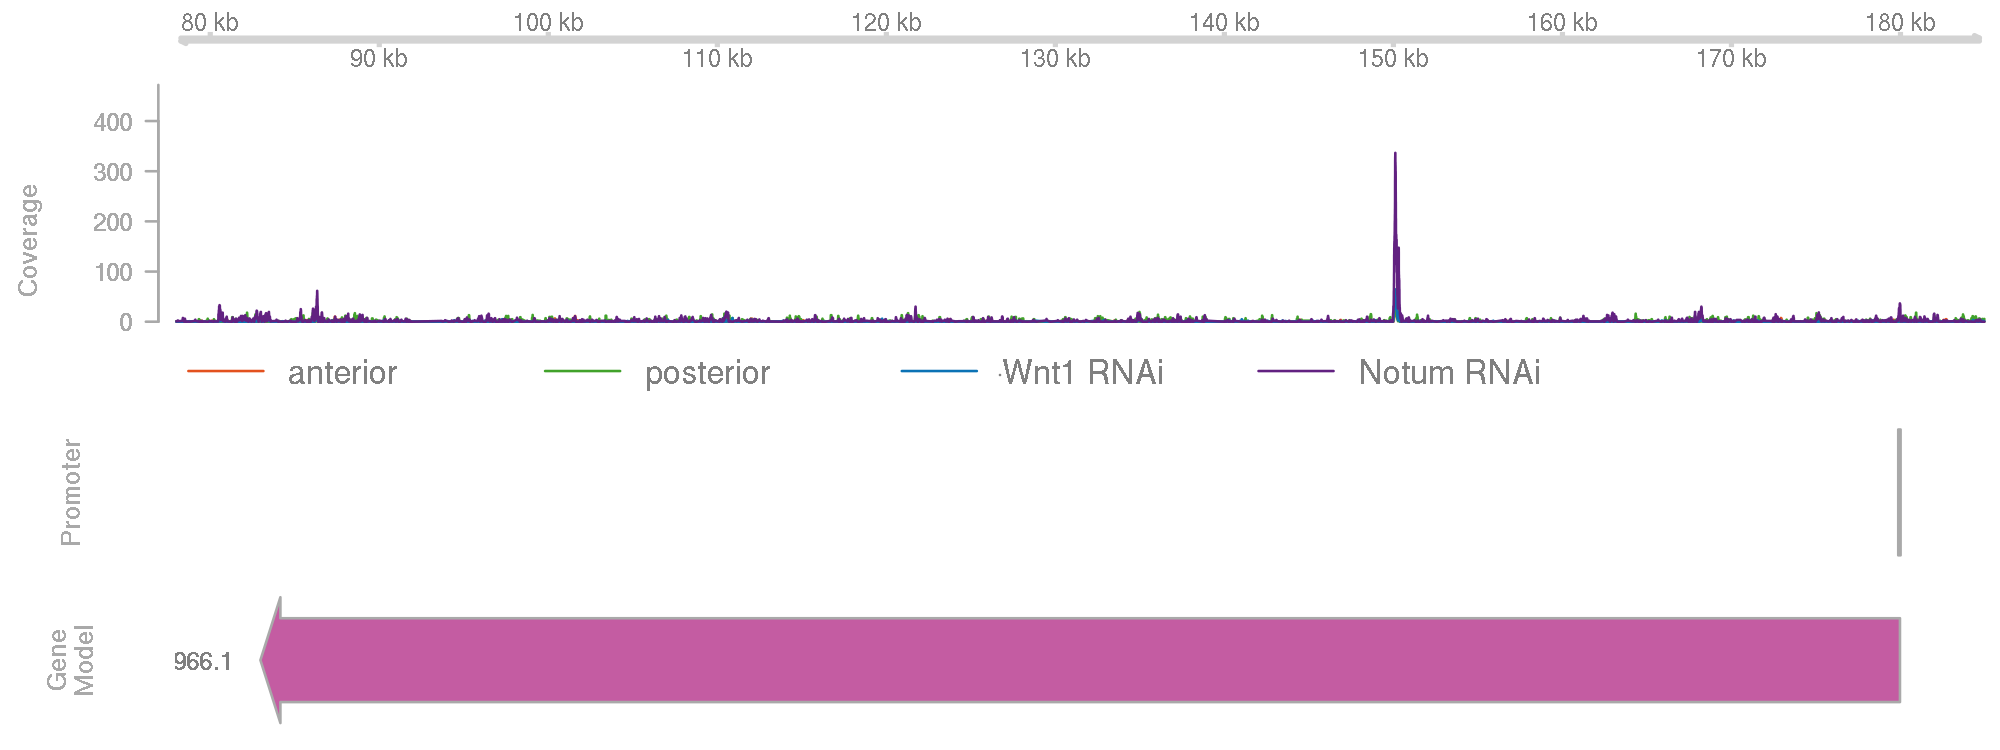 80 kb 100 kb 120 kb 140 kb 160 kb 180 kb
90 kb 110 kb 130 kb 150 kb 170 kb
Coverage
400
300
200
100
0
anterior posterior Wnt1 RNAi Notum RNAi
Promoter
Gene
Model
966.1